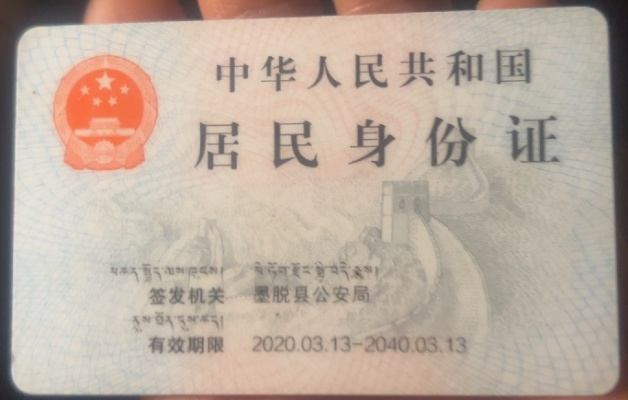 中华人民共和国
居民身份证
签发机关 墨脱县公安局
དུས་ཡོད་དུས་ཚད།
有效期限 2020.03.13-2040.03.13